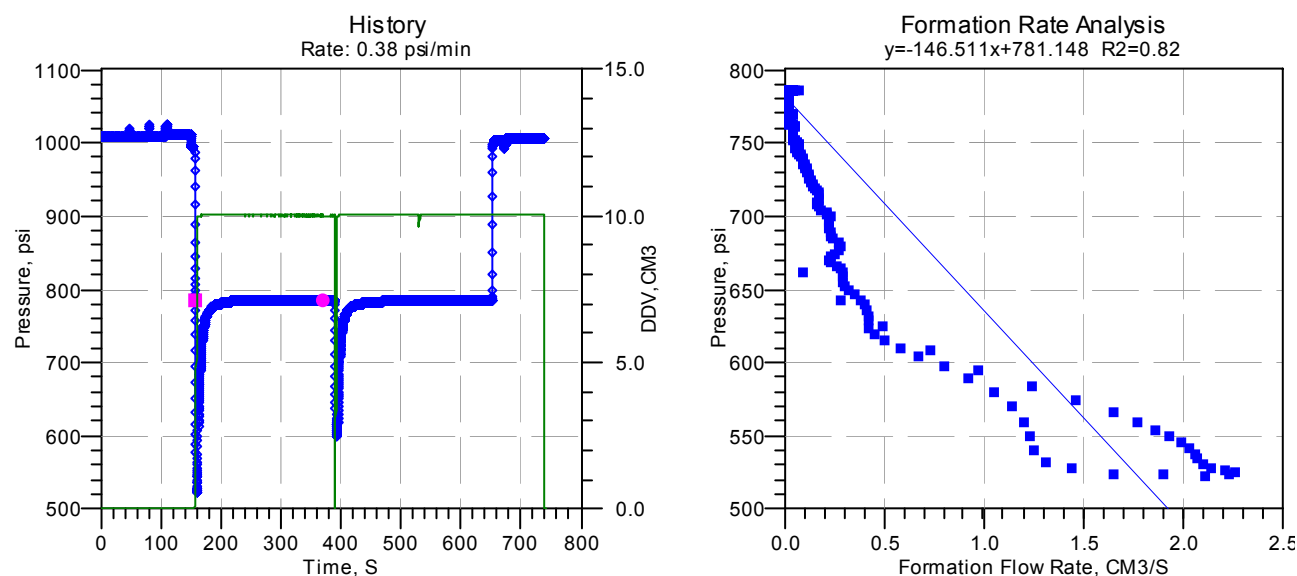 History
Rate: 0.38 psi/min
1100
1000
900
800
700
600
500
Pressure, psi
15.0
10.0
5.0
0.0
DDV,CM3
0 100 200 300 400 500 600 700 800
Time, S
Formation Rate Analysis
y=-146.511x+781.148 R2=0.82
800
750
700
650
600
550
500
Pressure, psi
0.0 0.5 1.0 1.5 2.0 2.5
Formation Flow Rate, CM3/S